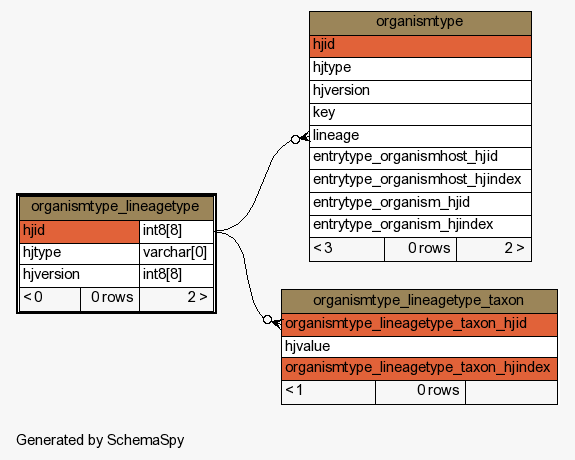 organismtype
hjid
hjtype
hjversion
key
lineage
entrytype_organismhost_hjid
entrytype_organismhost_hjindex
entrytype_organism_hjid
entrytype_organism_hjindex
< 3 0 rows 2 >
organismtype_lineagetype
hjid int8[8]
hjtype varchar[0]
hjversion int8[8]
< 0 0 rows 2 >
organismtype_lineagetype_taxon
organismtype_lineagetype_taxon_hjid
hjvalue
organismtype_lineagetype_taxon_hjindex
< 1 0 rows
Generated by SchemaSpy